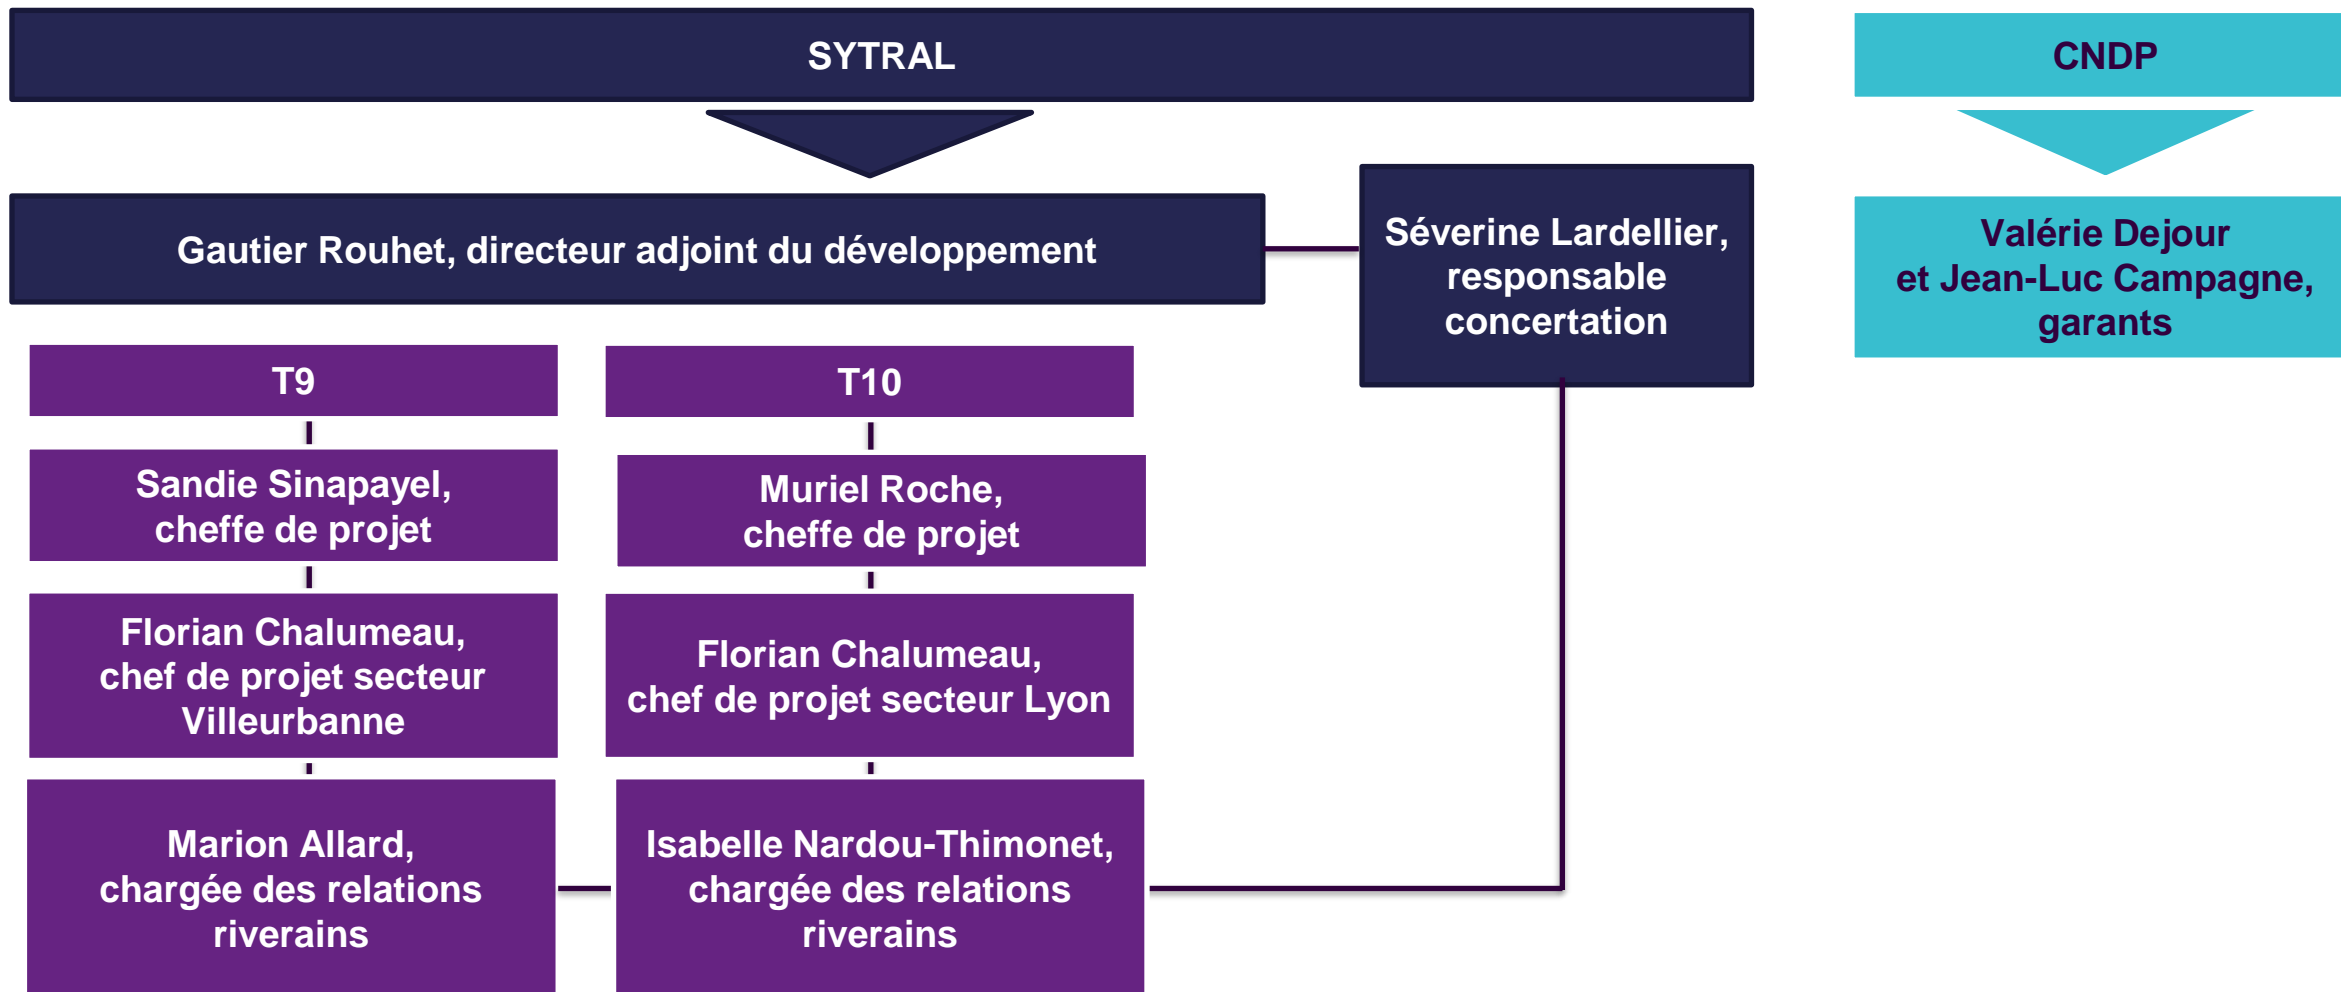 SYTRAL
CNDP
Gautier Rouhet, directeur adjoint du développement
Séverine Lardellier,
responsable
concertation
Valérie Dejour
et Jean-Luc Campagne,
garants
T9
T10
Sandie Sinapayel,
cheffe de projet
Muriel Roche,
cheffe de projet
Florian Chalumeau,
chef de projet secteur
Villeurbanne
Florian Chalumeau,
chef de projet secteur Lyon
Marion Allard,
chargée des relations
riverains
Isabelle Nardou-Thimonet,
chargée des relations
riverains